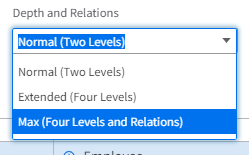 Depth and Relations
Normal (Two Levels)
Normal (Two Levels)
Extended (Four Levels)
Max (Four Levels and Relations)